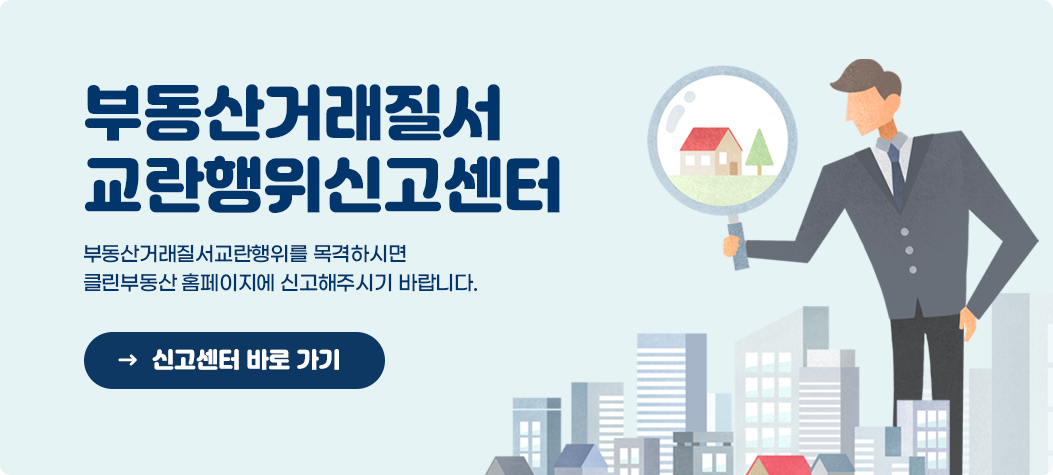 부동산거래질서
교란행위신고센터
부동산거래질서교란행위를 목격하시면
클린부동산 홈페이지에 신고해주시기 바랍니다.
→ 신고센터 바로 가기